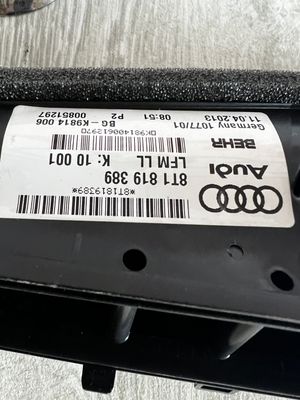 Audi
BEHR
Germany 1077/01
11.04.2013
8T1 819 389
LFM LL
K: 10 001
*8T1819389*
08:51
P2
BG-K9814 006
00851297